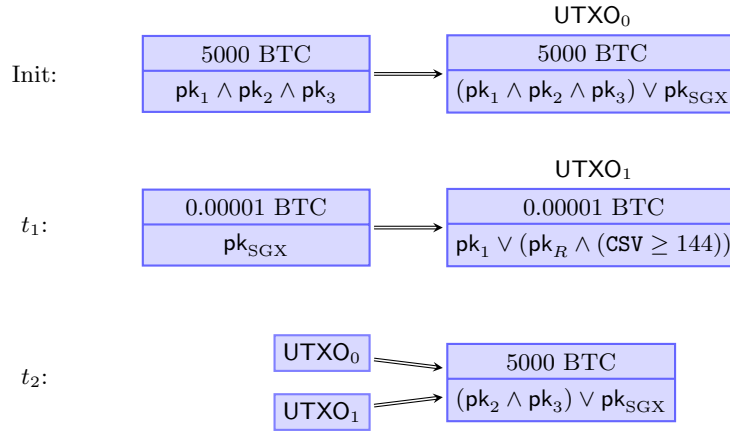 UTXO₀
Init: 5000 BTC 5000 BTC
pk₁ ∧ pk₂ ∧ pk₃ (pk₁ ∧ pk₂ ∧ pk₃) ∨ pk_SGX
UTXO₁
t₁: 0.00001 BTC 0.00001 BTC
pk_SGX pk₁ ∨ (pk_R ∧ (CSV ≥ 144))
t₂: UTXO₀ 5000 BTC
UTXO₁ (pk₂ ∧ pk₃) ∨ pk_SGX